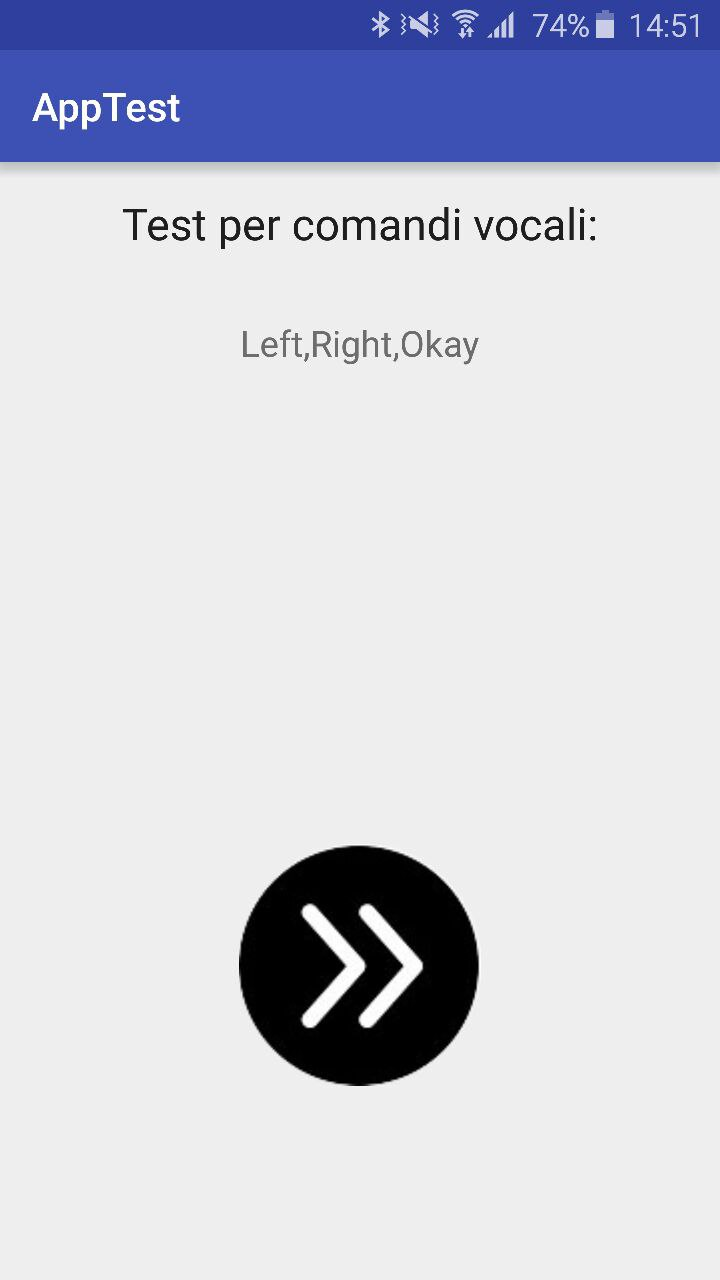 74% 14:51
AppTest
Test per comandi vocali:
Left,Right,Okay